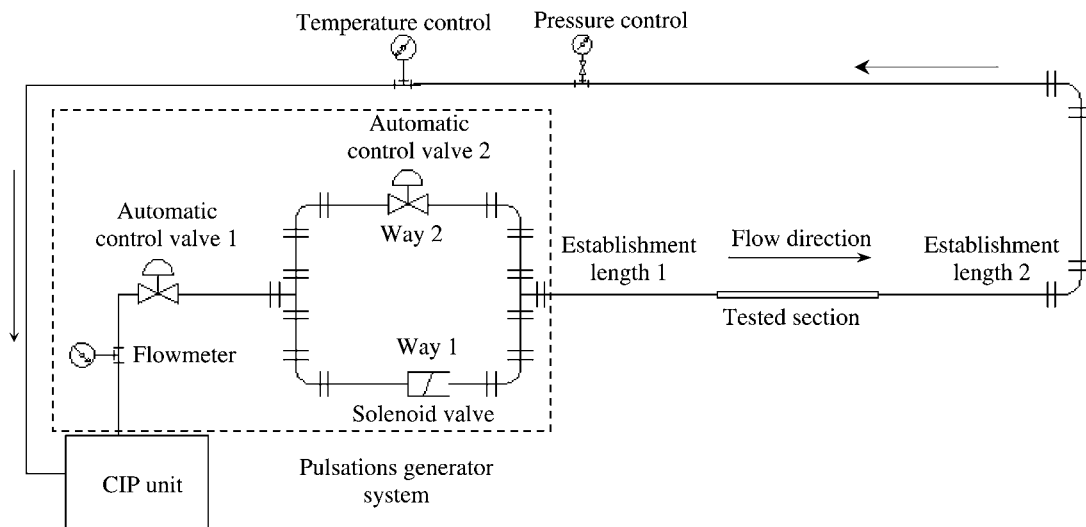 Temperature control
Pressure control
Automatic
control valve 2
Automatic
control valve 1
Way 2
Establishment
length 1
Flow direction
Establishment
length 2
Tested section
Flowmeter
Way 1
Solenoid valve
CIP unit
Pulsations generator
system